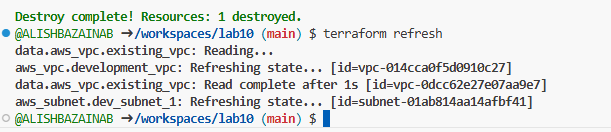 Destroy complete! Resources: 1 destroyed.
@ALISHBAZAINAB ➜ /workspaces/lab10 (main) $ terraform refresh
data.aws_vpc.existing_vpc: Reading...
aws_vpc.development_vpc: Refreshing state... [id=vpc-014cca0f5d0910c27]
data.aws_vpc.existing_vpc: Read complete after 1s [id=vpc-0dcc62e27e07aa9e7]
aws_subnet.dev_subnet_1: Refreshing state... [id=subnet-01ab814aa14afbf41]
@ALISHBAZAINAB ➜ /workspaces/lab10 (main) $